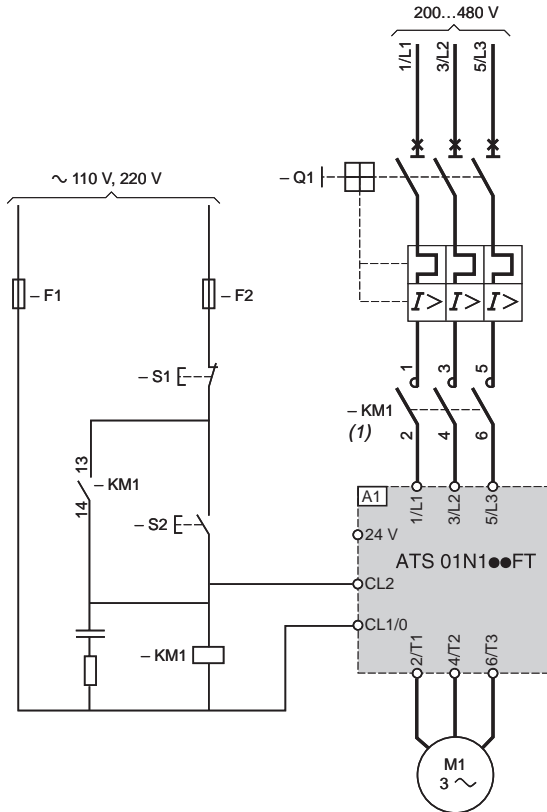 200...480 V
1/L1
3/L2
5/L3
– Q1
~ 110 V, 220 V
– F1
– F2
I >
I >
I >
– S1
1
3
5
– KM1
(1)
2
4
6
13
14
– KM1
A1
1/L1
3/L2
5/L3
– S2
24 V
ATS 01N1●●FT
CL2
CL1/0
– KM1
2/T1
4/T2
6/T3
M1
3 ~